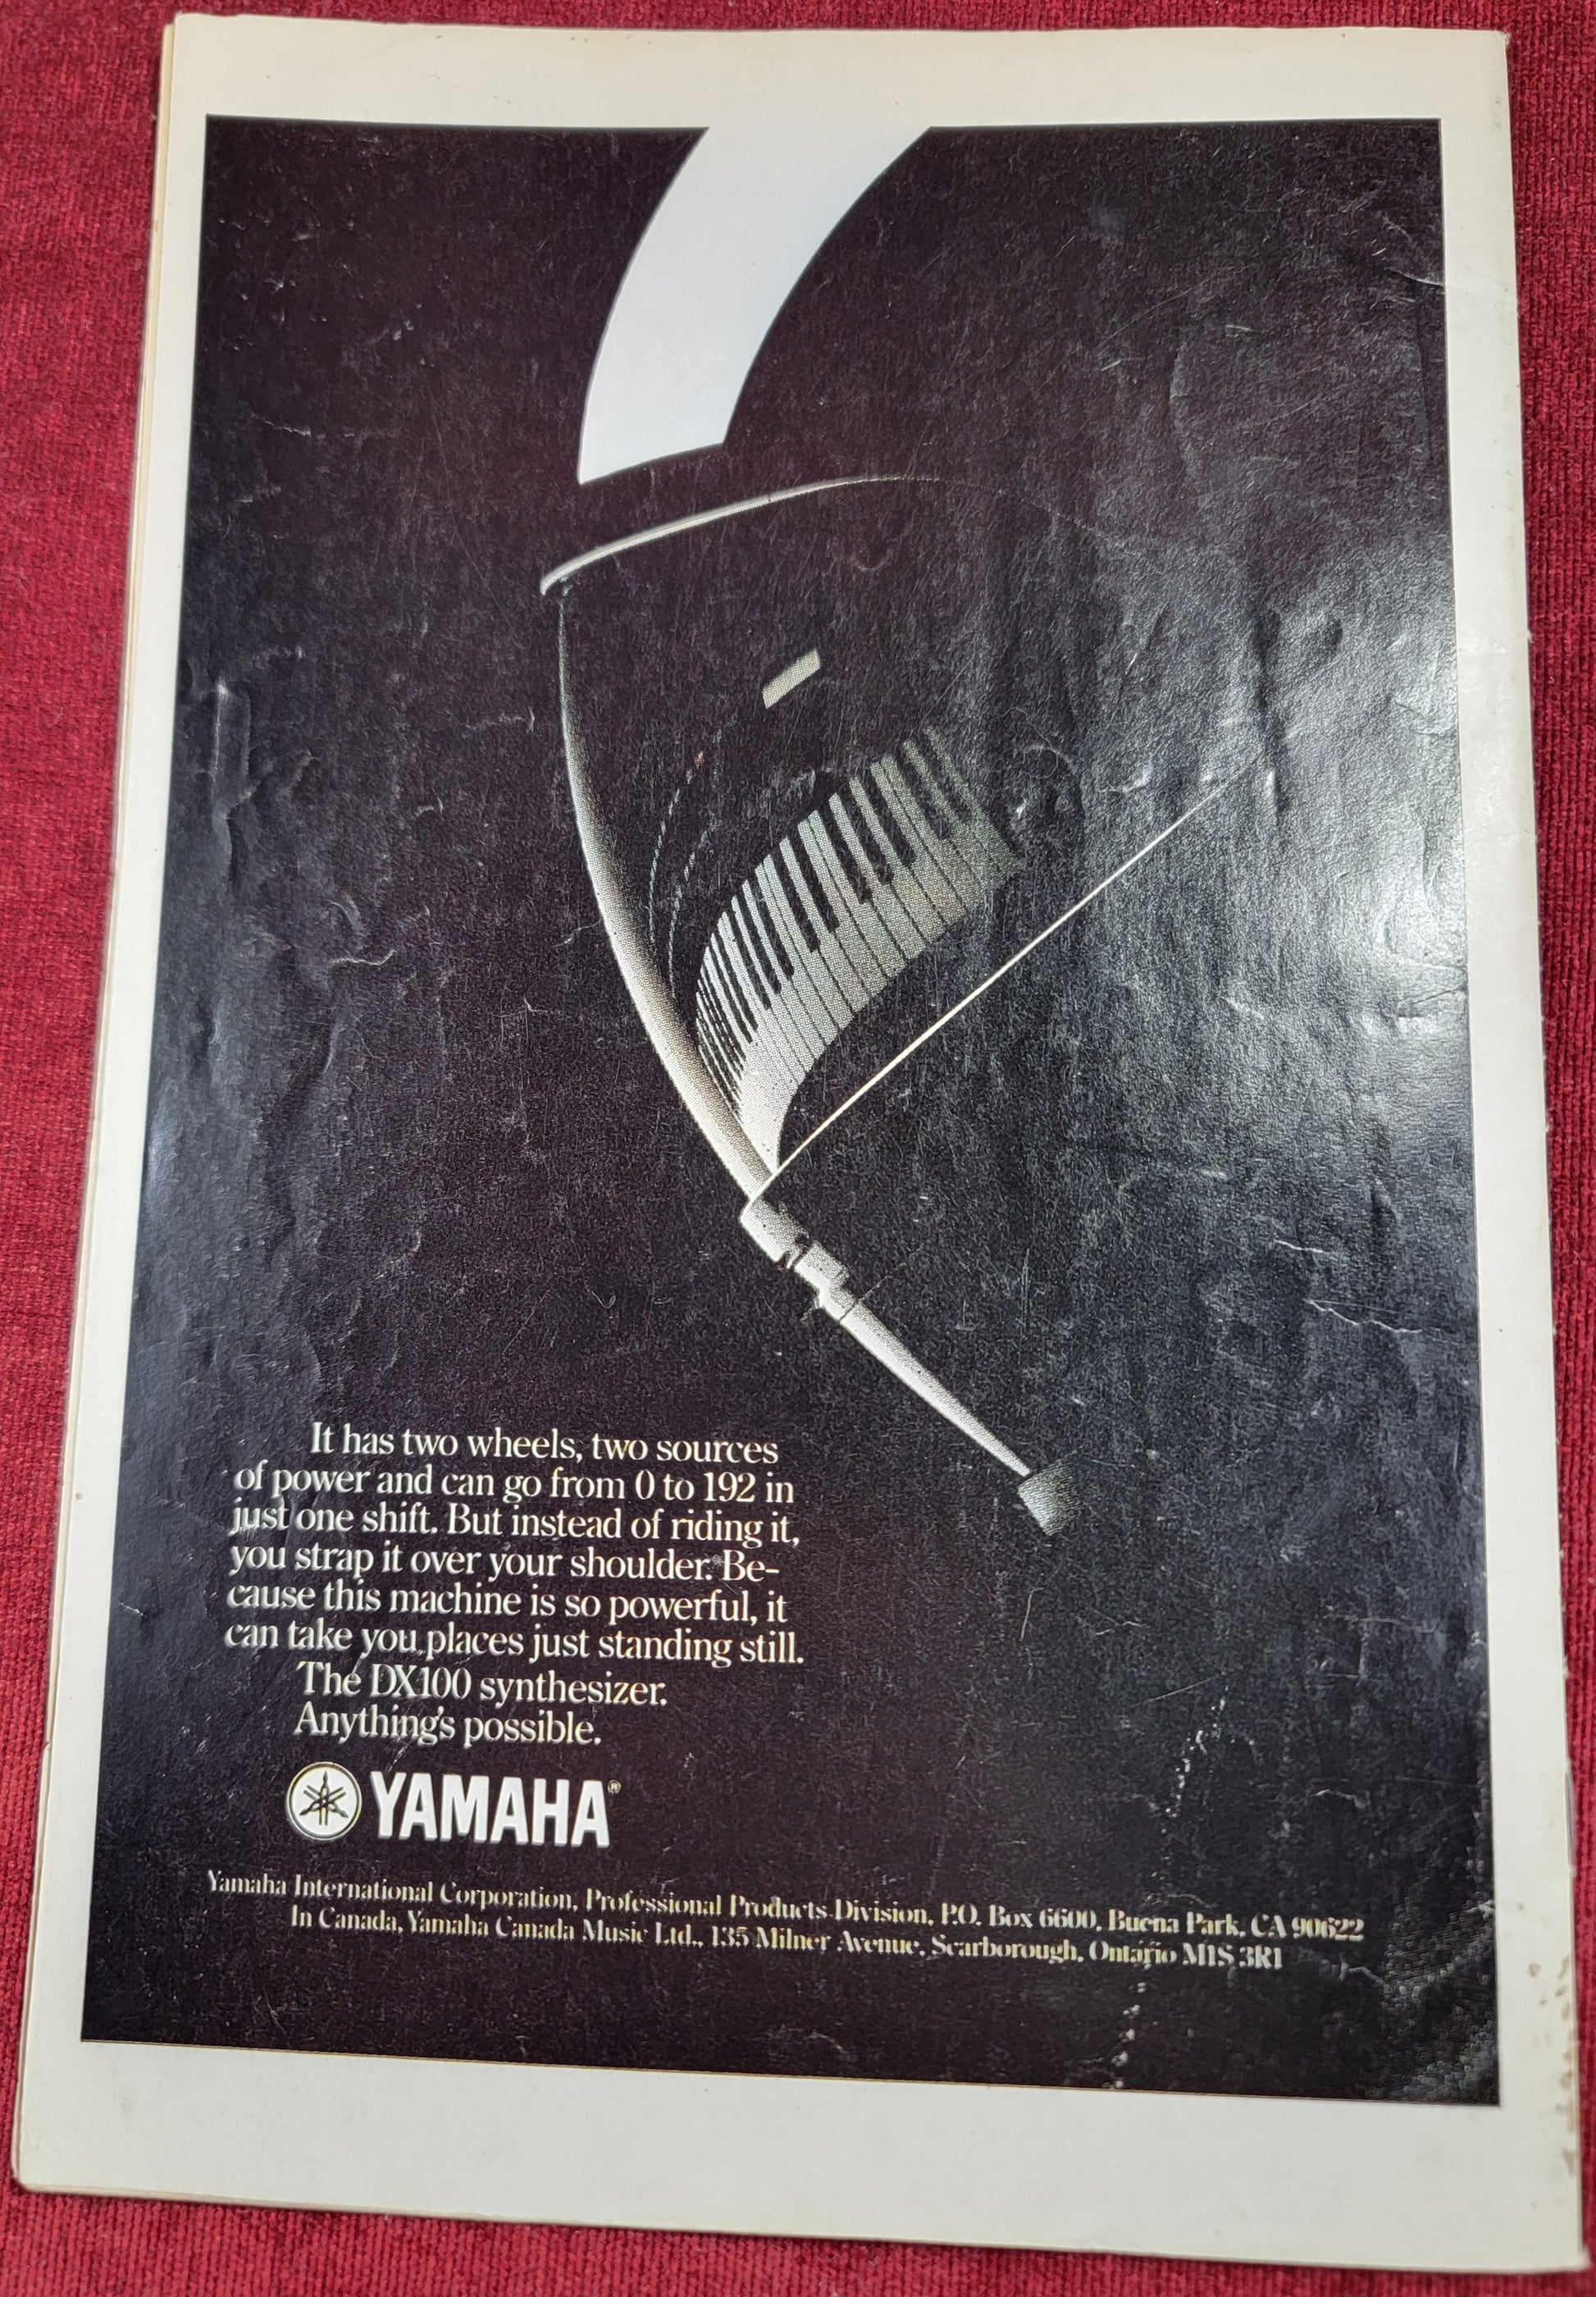 It has two wheels, two sources
of power and can go from 0 to 192 in
just one shift. But instead of riding it,
you strap it over your shoulder. Be-
cause this machine is so powerful, it
can take you places just standing still.
The DX100 synthesizer.
Anything's possible.
YAMAHA®
Yamaha International Corporation, Professional Products Division, P.O. Box 6600, Buena Park, CA 90622
In Canada, Yamaha Canada Music Ltd., 135 Milner Avenue, Scarborough, Ontario M1S 3R1